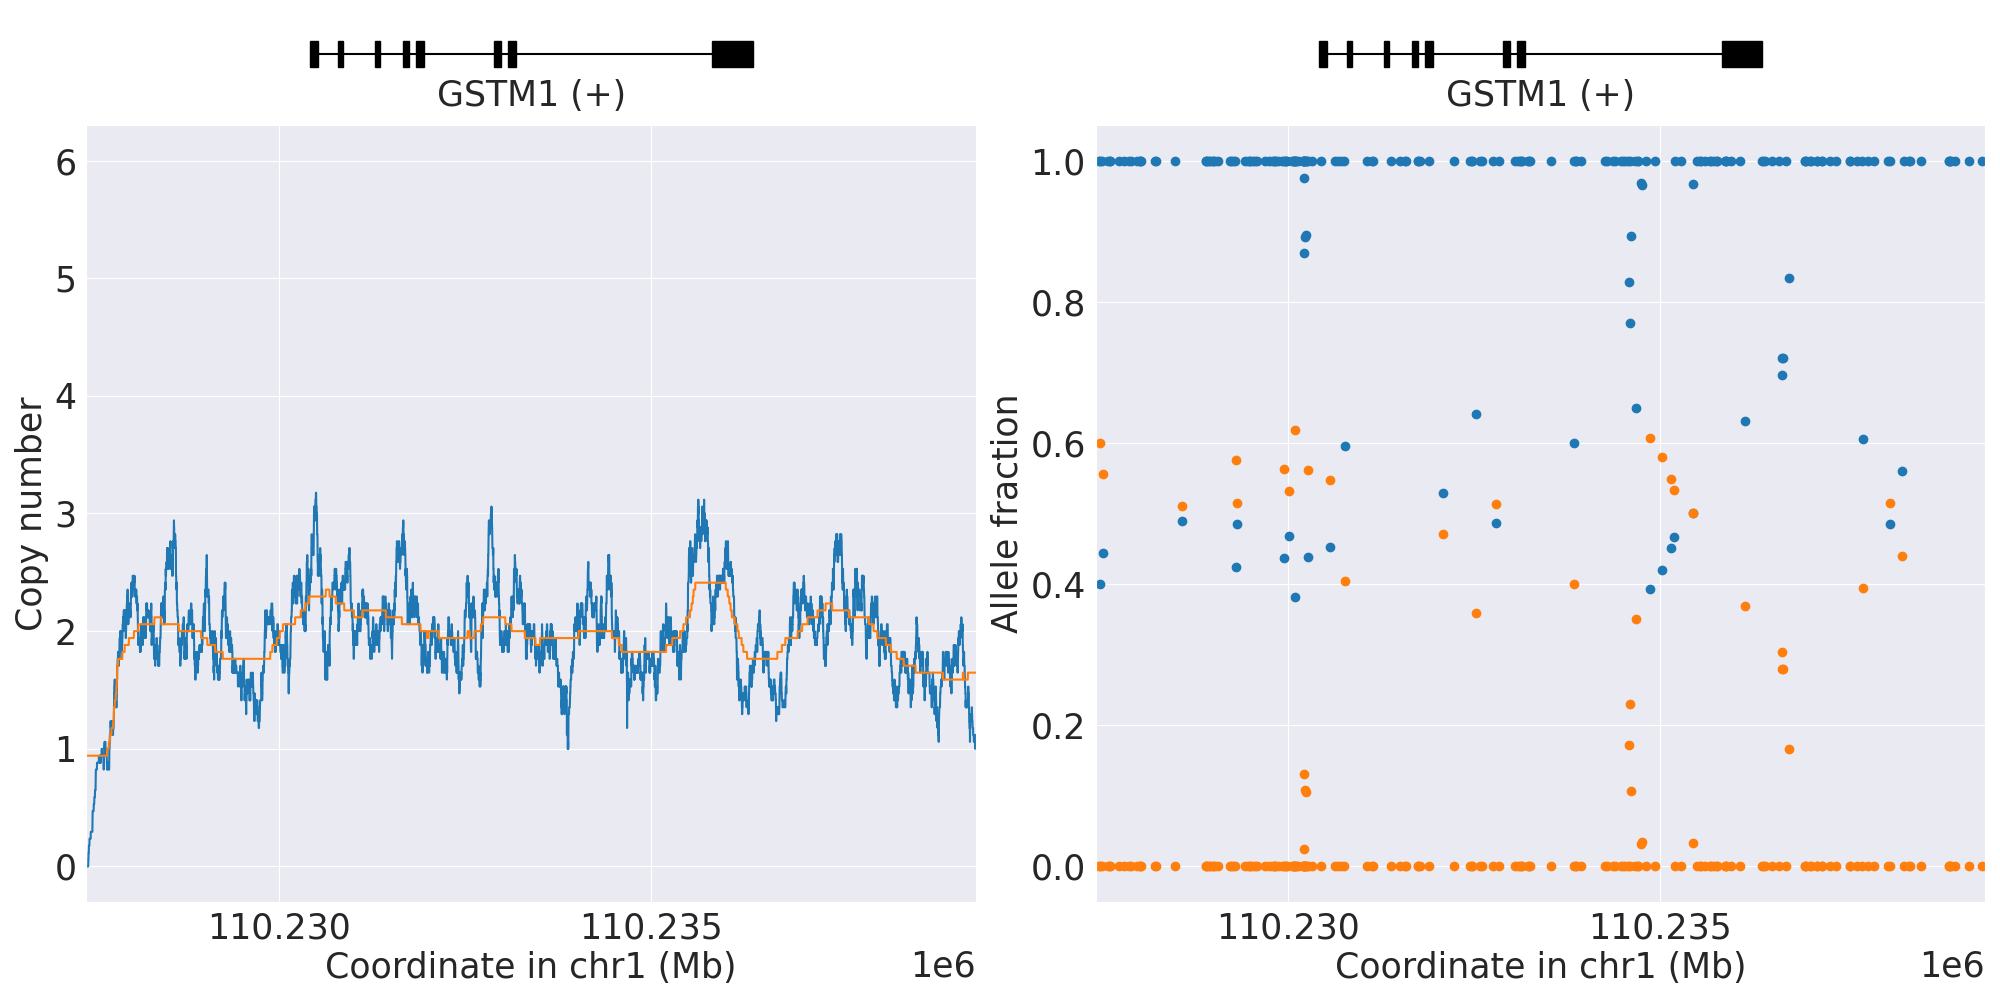 GSTM1 (+)
6
5
4
3
2
1
0
Copy number
110.230
110.235
Coordinate in chr1 (Mb)
1e6
GSTM1 (+)
1.0
0.8
0.6
0.4
0.2
0.0
Allele fraction
110.230
110.235
Coordinate in chr1 (Mb)
1e6